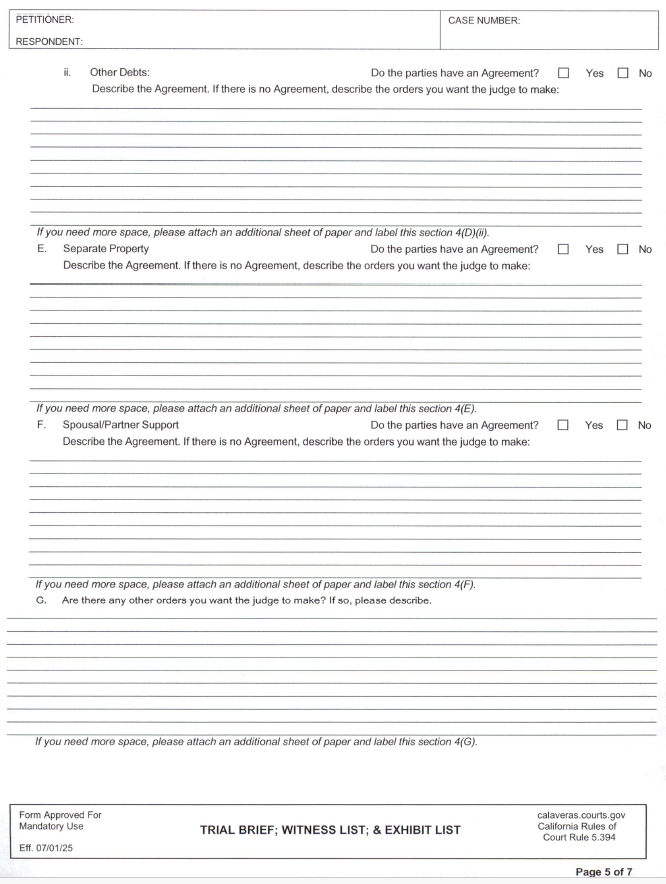 PETITIONER:
CASE NUMBER:
RESPONDENT:
ii. Other Debts: Do the parties have an Agreement? ☐ Yes ☐ No
Describe the Agreement. If there is no Agreement, describe the orders you want the judge to make:
If you need more space, please attach an additional sheet of paper and label this section 4(D)(ii).
E. Separate Property Do the parties have an Agreement? ☐ Yes ☐ No
Describe the Agreement. If there is no Agreement, describe the orders you want the judge to make:
If you need more space, please attach an additional sheet of paper and label this section 4(E).
F. Spousal/Partner Support Do the parties have an Agreement? ☐ Yes ☐ No
Describe the Agreement. If there is no Agreement, describe the orders you want the judge to make:
If you need more space, please attach an additional sheet of paper and label this section 4(F).
G. Are there any other orders you want the judge to make? If so, please describe.
If you need more space, please attach an additional sheet of paper and label this section 4(G).
Form Approved For
Mandatory Use
Eff. 07/01/25
TRIAL BRIEF; WITNESS LIST; & EXHIBIT LIST
calaveras.courts.gov
California Rules of
Court Rule 5.394
Page 5 of 7